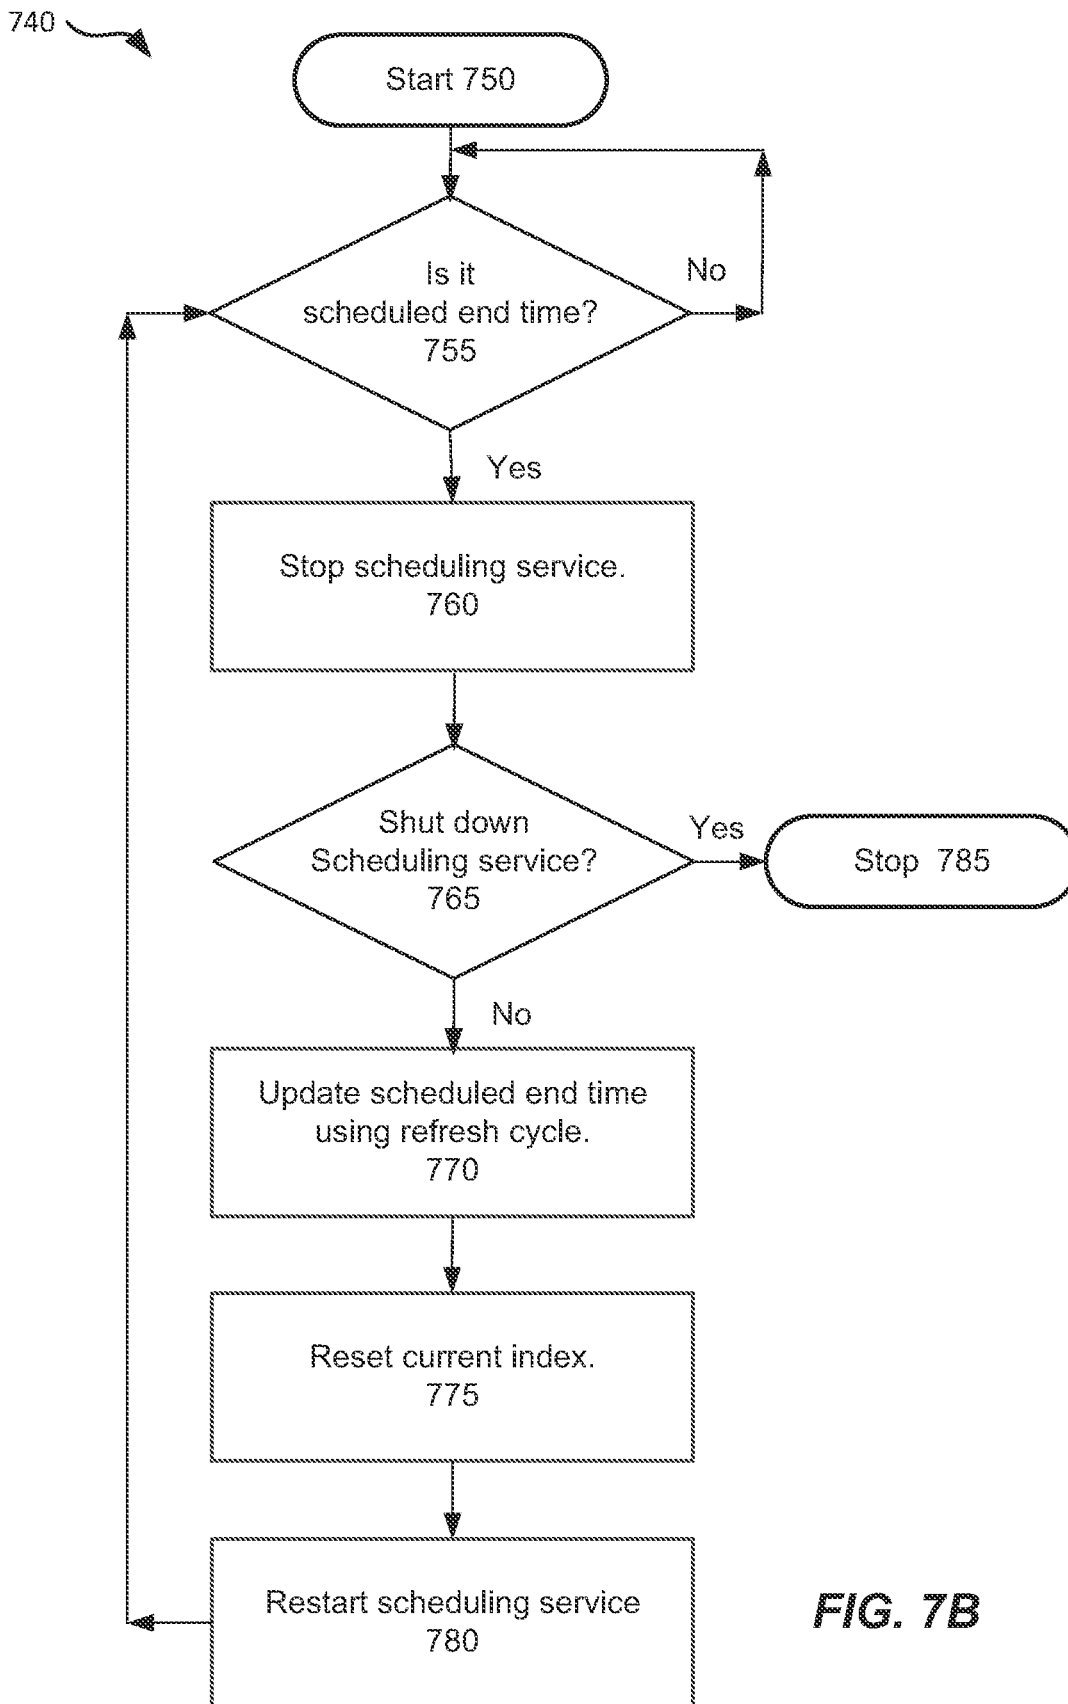 740
Start 750
Is it
scheduled end time?
755
No
Yes
Stop scheduling service.
760
Shut down
Scheduling service?
765
Yes
Stop 785
No
Update scheduled end time
using refresh cycle.
770
Reset current index.
775
Restart scheduling service
780
FIG. 7B